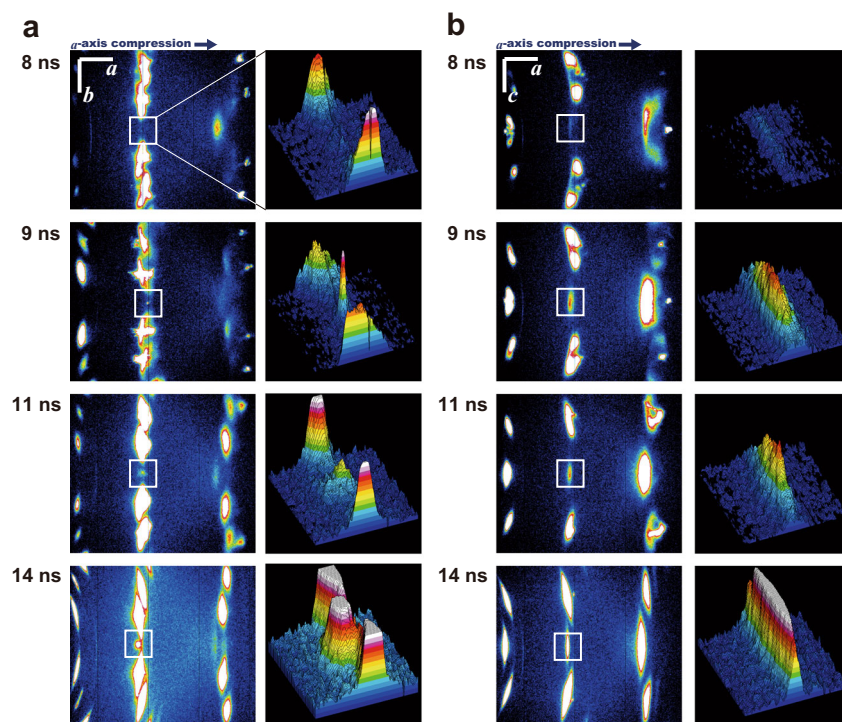 a
a-axis compression
8 ns
a
b
9 ns
11 ns
14 ns
b
a-axis compression
8 ns
a
c
9 ns
11 ns
14 ns